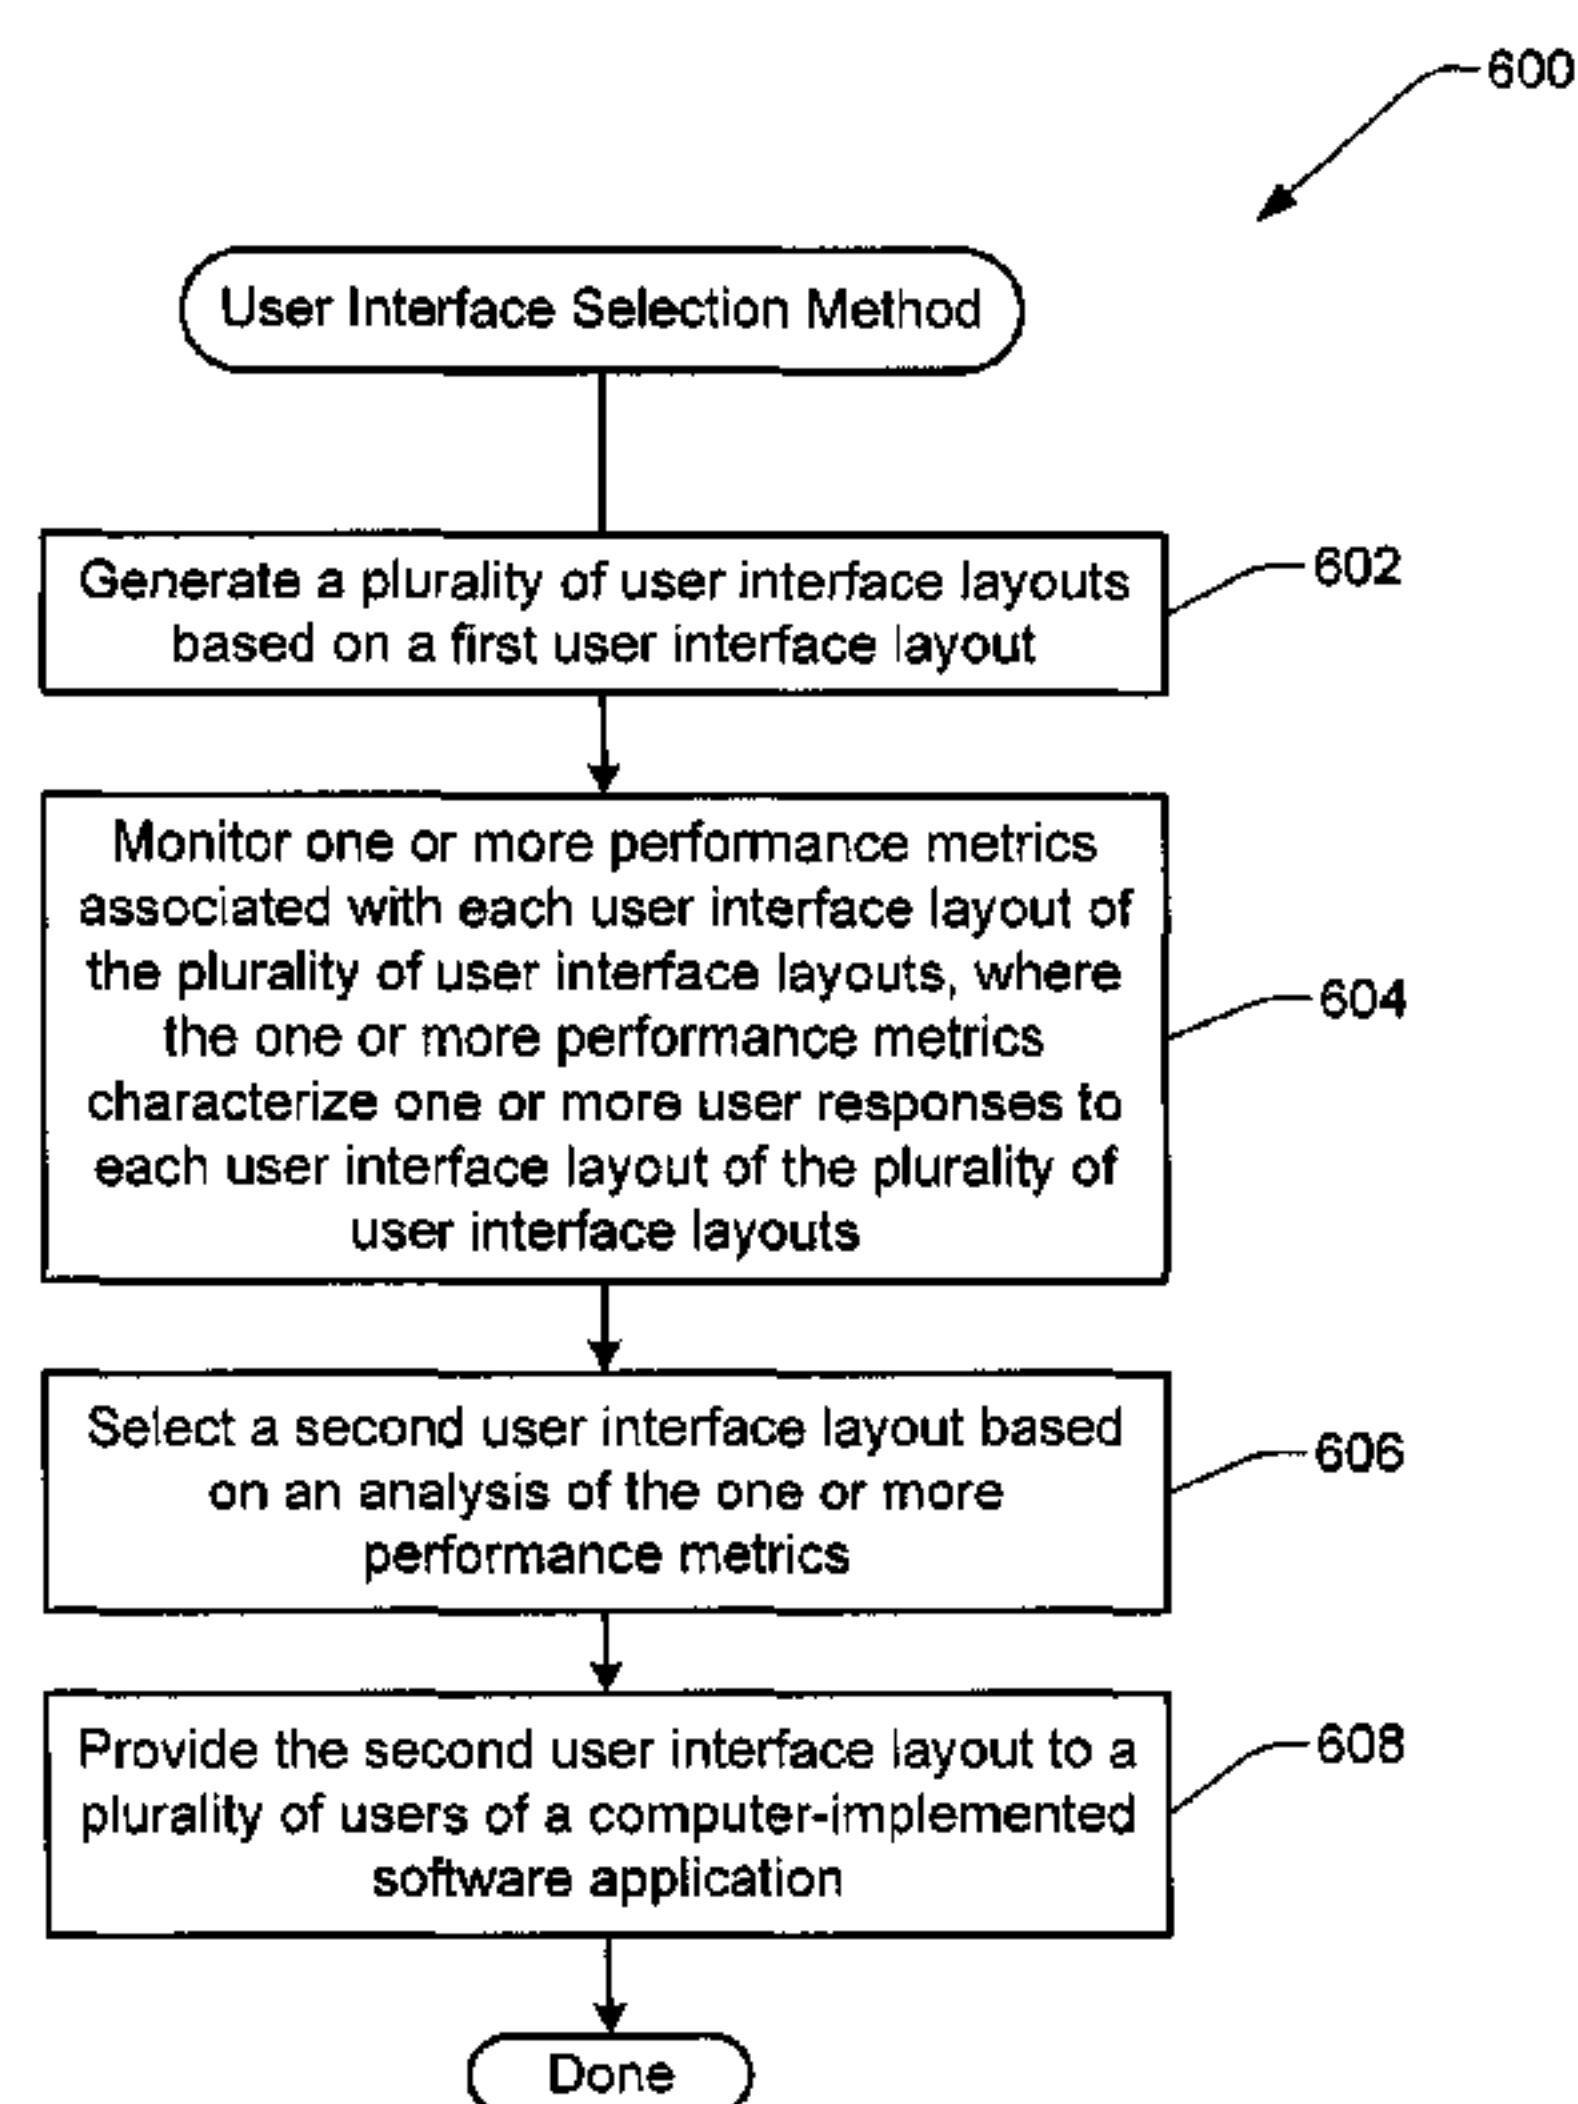 600
User Interface Selection Method
Generate a plurality of user interface layouts
based on a first user interface layout
602
Monitor one or more performance metrics
associated with each user interface layout of
the plurality of user interface layouts, where
the one or more performance metrics
characterize one or more user responses to
each user interface layout of the plurality of
user interface layouts
604
Select a second user interface layout based
on an analysis of the one or more
performance metrics
606
Provide the second user interface layout to a
plurality of users of a computer-implemented
software application
608
Done